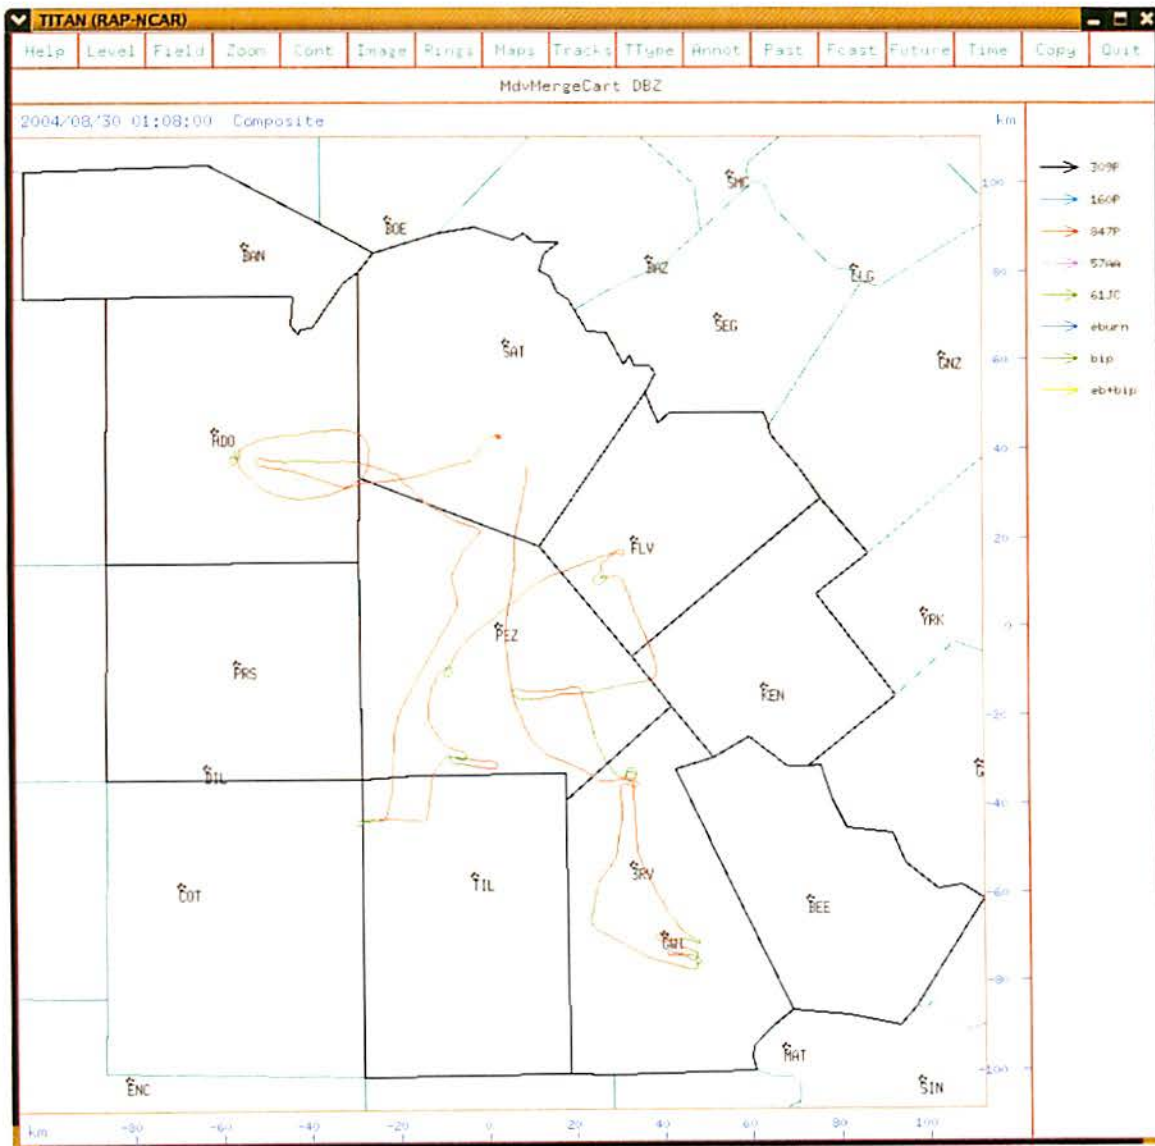 TITAN (RAP-NCAR)
Help Level Field Zoom Cont Image Rings Maps Tracks TType Annot Past Fcast Future Time Copy Quit
MdvMergeCart DBZ
2004/08/30 01:08:00 Composite km
309P
160P
847P
57AA
61JC
eburn
bip
eb+bip
100
80
60
40
20
0
-20
-40
-60
-80
-100
SMC
BOE
BAN
BAZ
SEG
SAT
GNZ
HDO
FLV
PEZ
YRK
PRS
KEN
DIL
COT
TIL
SRV
BEE
MAT
ENC
SIN
km -80 -60 -40 -20 0 20 40 60 80 100